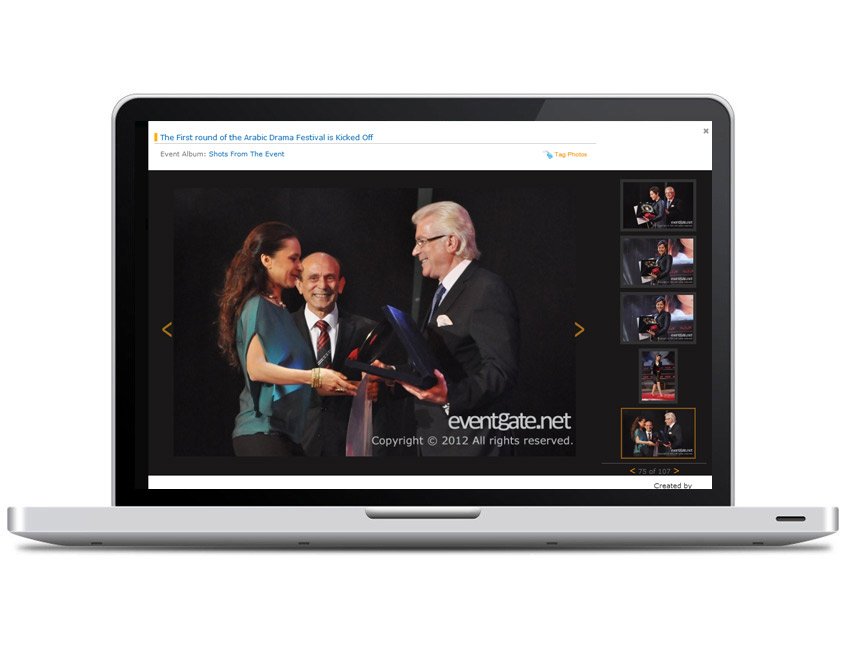 The First round of the Arabic Drama Festival is Kicked Off
Event Album: Shots From The Event
Tag Photos
eventgate.net
Copyright © 2012 All rights reserved.
< 75 of 107 >
Created by